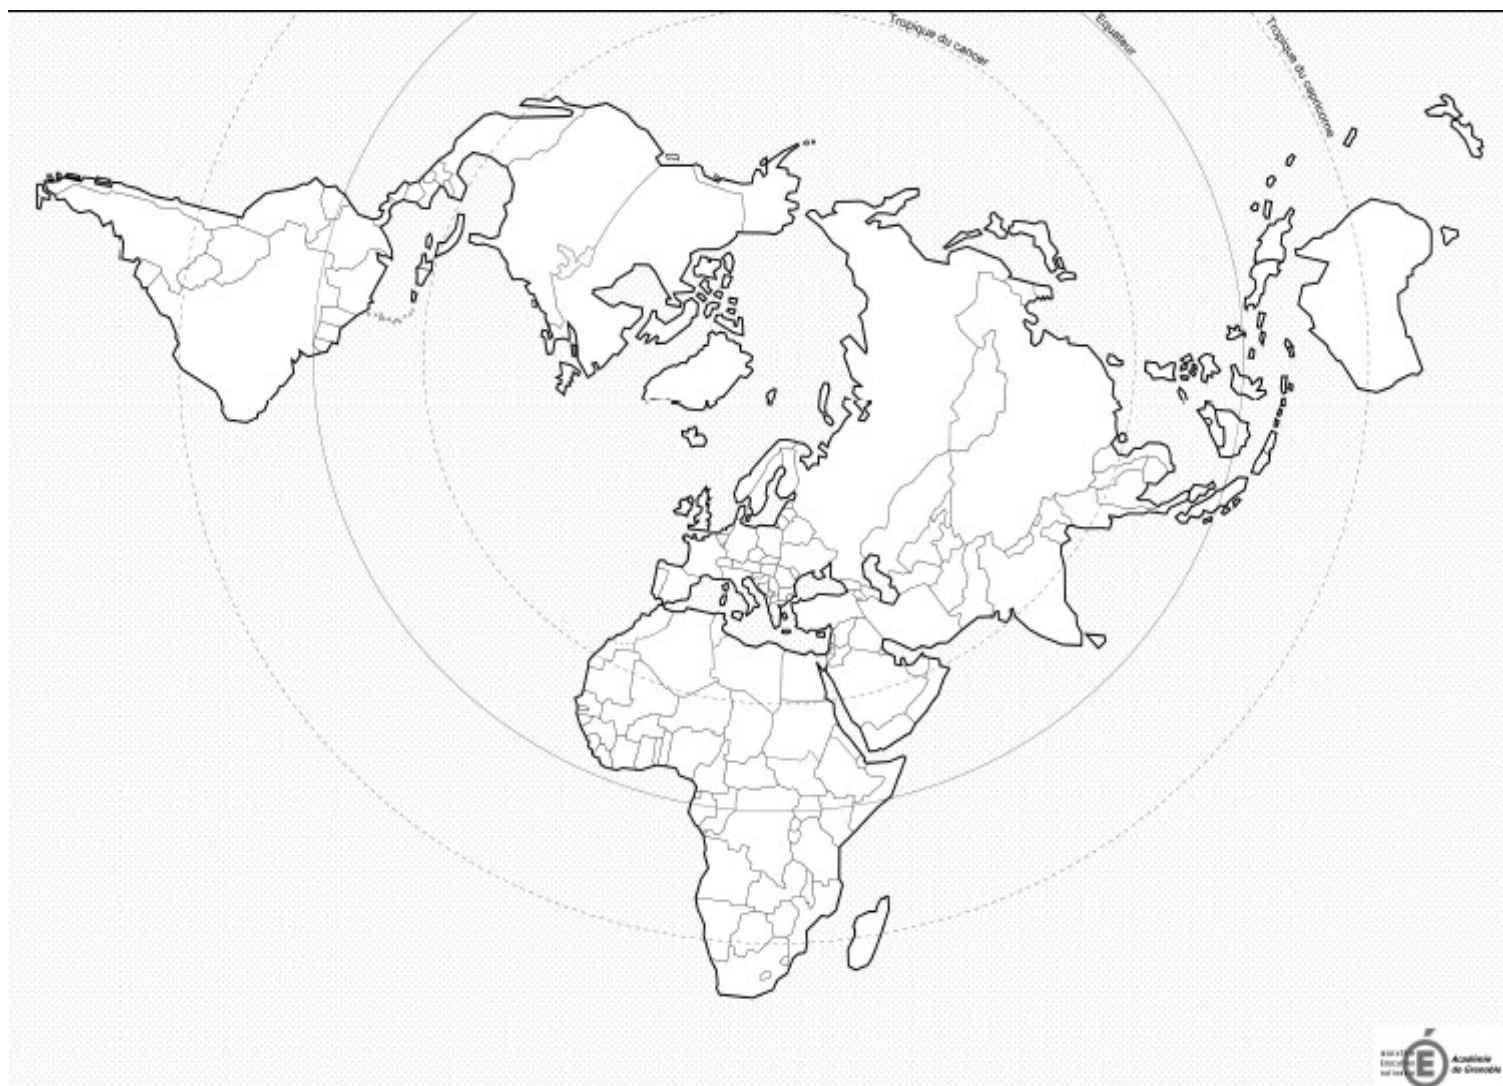 Tropique du cancer
Equateur
Tropique du capricorne
É
Académie
de Grenoble